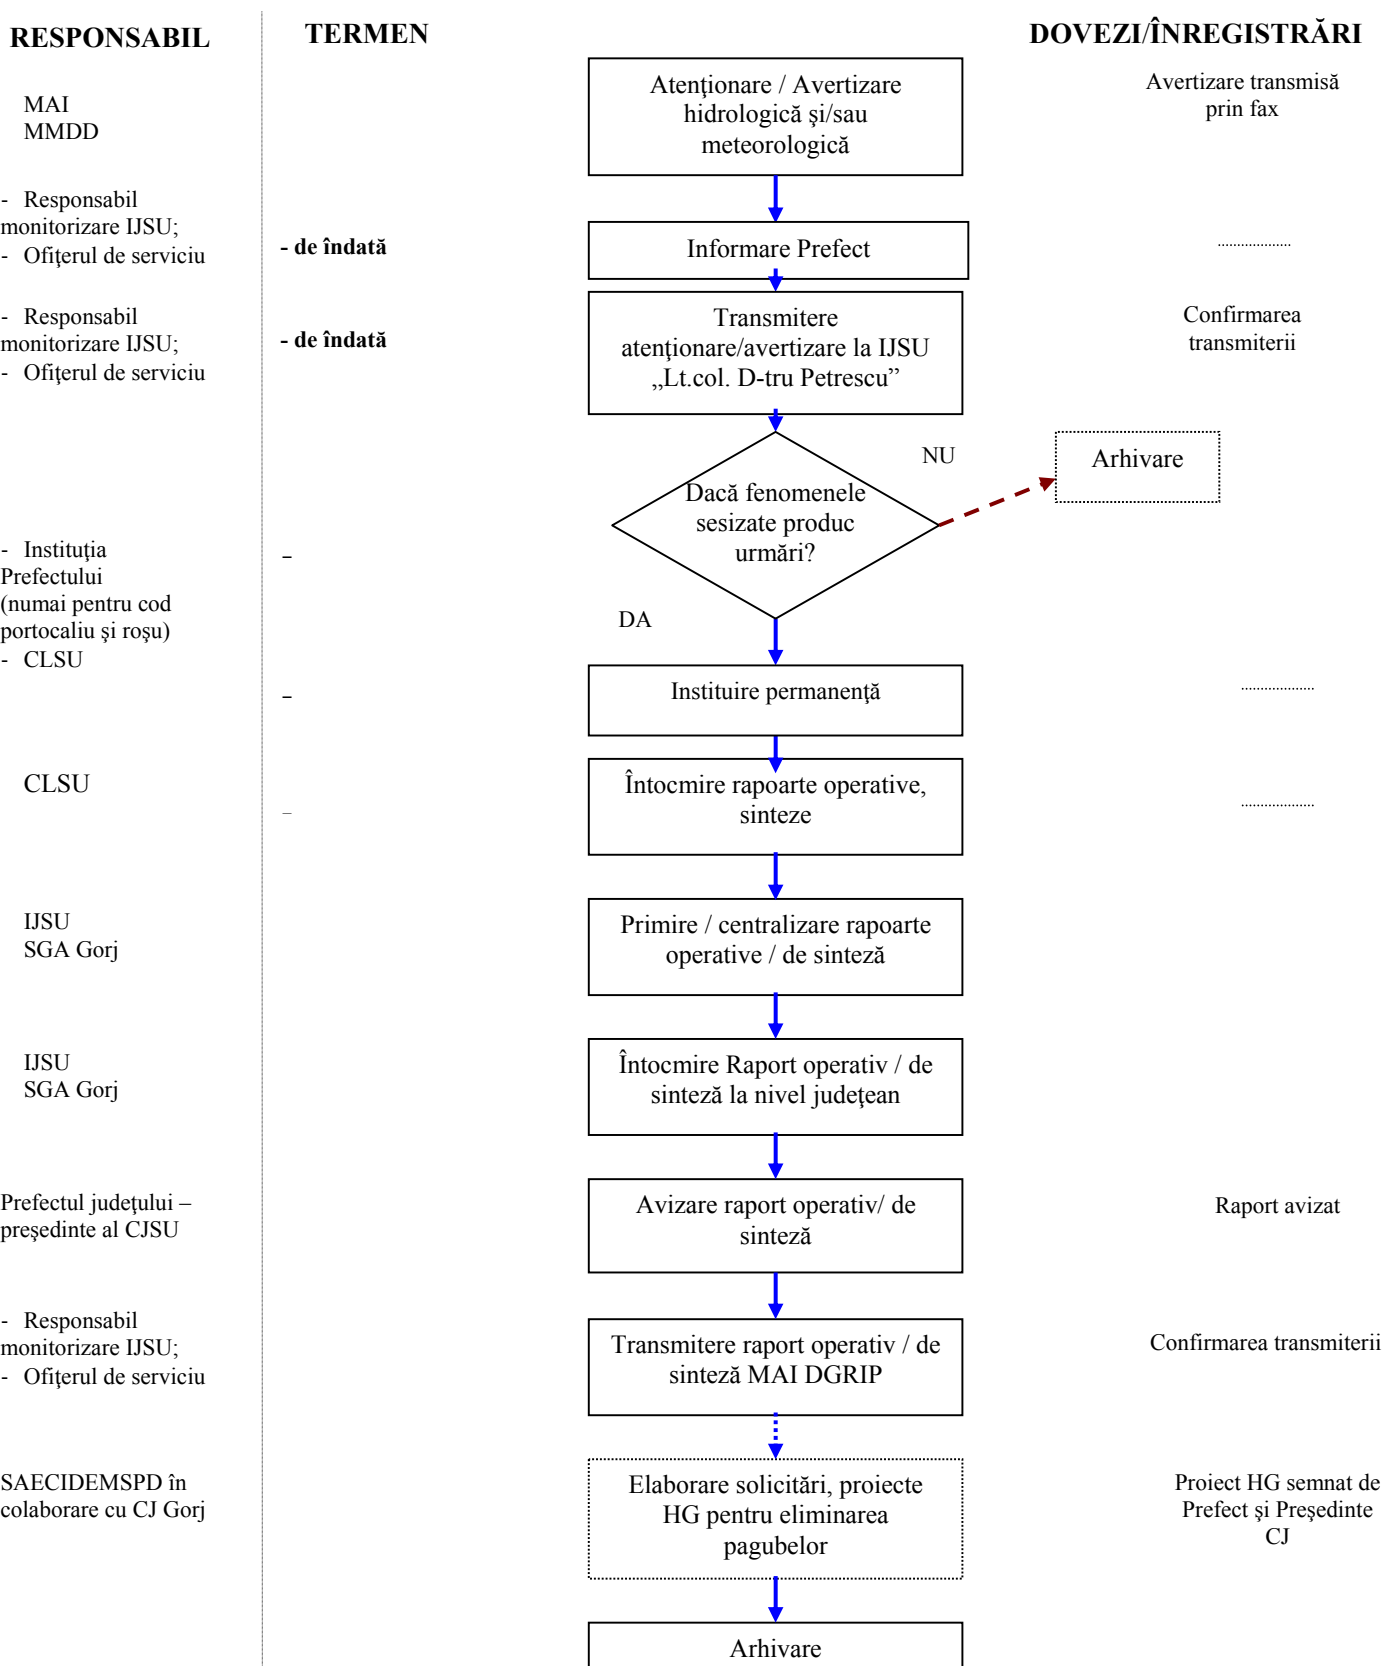 RESPONSABIL
TERMEN
DOVEZI/ÎNREGISTRĂRI
MAI
MMDD
Atenţionare / Avertizare
hidrologică şi/sau
meteorologică
Avertizare transmisă
prin fax
- Responsabil
monitorizare IJSU;
- Ofiţerul de serviciu
- de îndată
Informare Prefect
...................
- Responsabil
monitorizare IJSU;
- Ofiţerul de serviciu
- de îndată
Transmitere
atenţionare/avertizare la IJSU
„Lt.col. D-tru Petrescu”
Confirmarea
transmiterii
Dacă fenomenele
sesizate produc
urmări?
NU
Arhivare
- Instituţia
Prefectului
(numai pentru cod
portocaliu şi roşu)
- CLSU
–
DA
–
Instituire permanenţă
...................
CLSU
–
Întocmire rapoarte operative,
sinteze
...................
IJSU
SGA Gorj
Primire / centralizare rapoarte
operative / de sinteză
IJSU
SGA Gorj
Întocmire Raport operativ / de
sinteză la nivel judeţean
Prefectul judeţului –
preşedinte al CJSU
Avizare raport operativ/ de
sinteză
Raport avizat
- Responsabil
monitorizare IJSU;
- Ofiţerul de serviciu
Transmitere raport operativ / de
sinteză MAI DGRIP
Confirmarea transmiterii
SAECIDEMSPD în
colaborare cu CJ Gorj
Elaborare solicitări, proiecte
HG pentru eliminarea
pagubelor
Proiect HG semnat de
Prefect şi Preşedinte
CJ
Arhivare